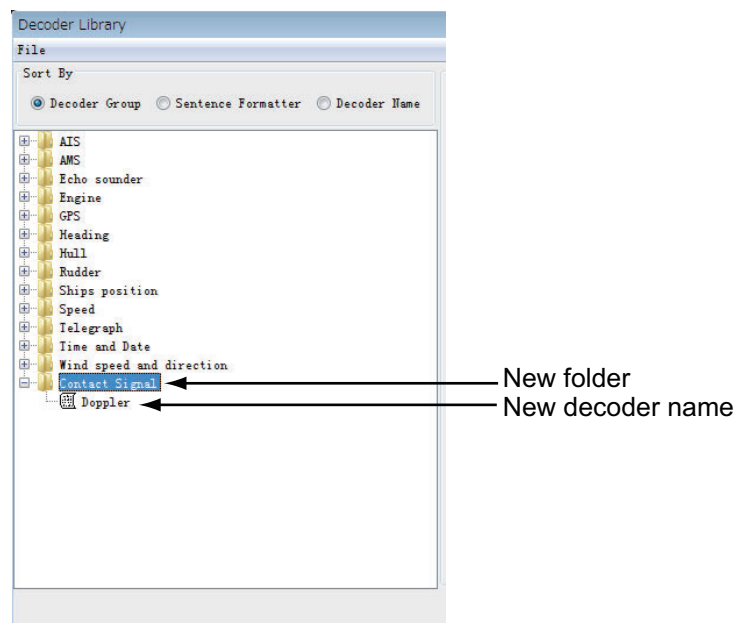 Decoder Library
File
Sort By
Decoder Group Sentence Formatter Decoder Name
AIS
AMS
Echo sounder
Engine
GPS
Heading
Hull
Rudder
Ships position
Speed
Telegraph
Time and Date
Wind speed and direction
Contact Signal New folder
Doppler New decoder name